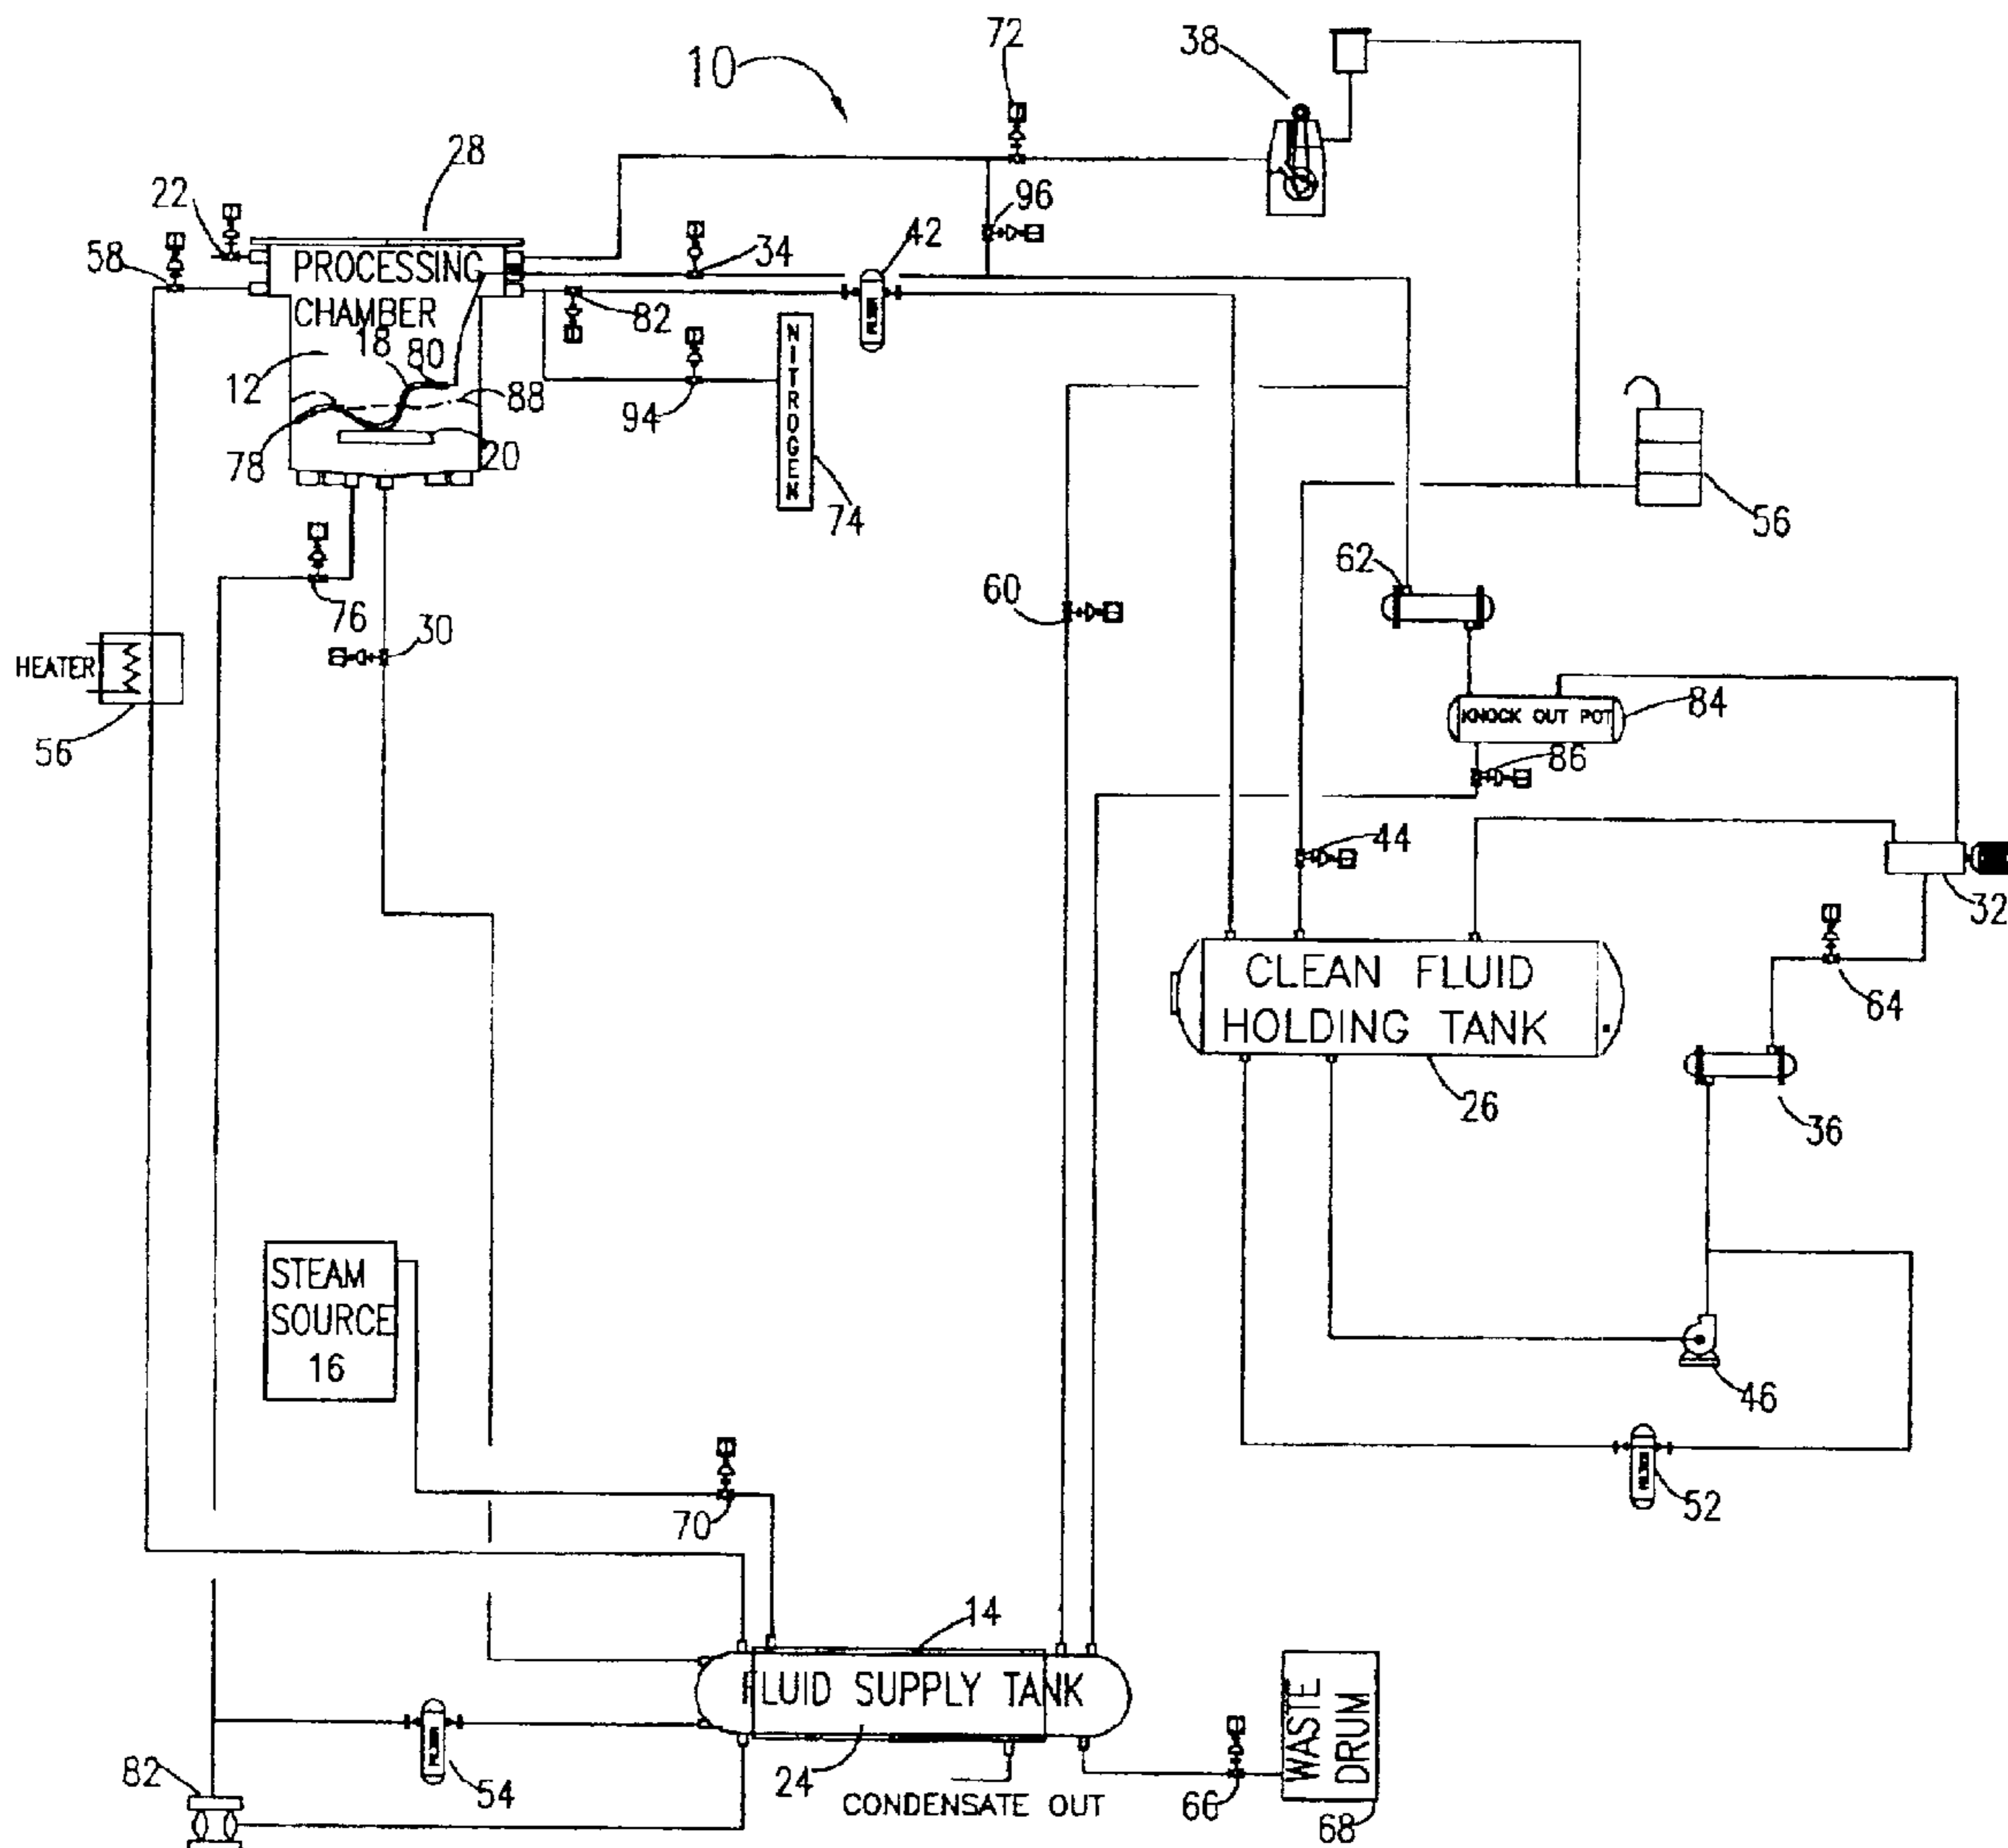 10
72
38
28
22
96
58
34
42
PROCESSING
CHAMBER
82
18
80
NITROGEN
FILTER
12
88
94
78
20
74
56
62
76
60
30
HEATER
KNOCK OUT POT
84
56
86
44
32
CLEAN FLUID
HOLDING TANK
64
26
36
STEAM
SOURCE
16
46
70
FILTER
52
14
FLUID SUPPLY TANK
WASTE
DRUM
FILTER
82
24
54
CONDENSATE OUT
66
68